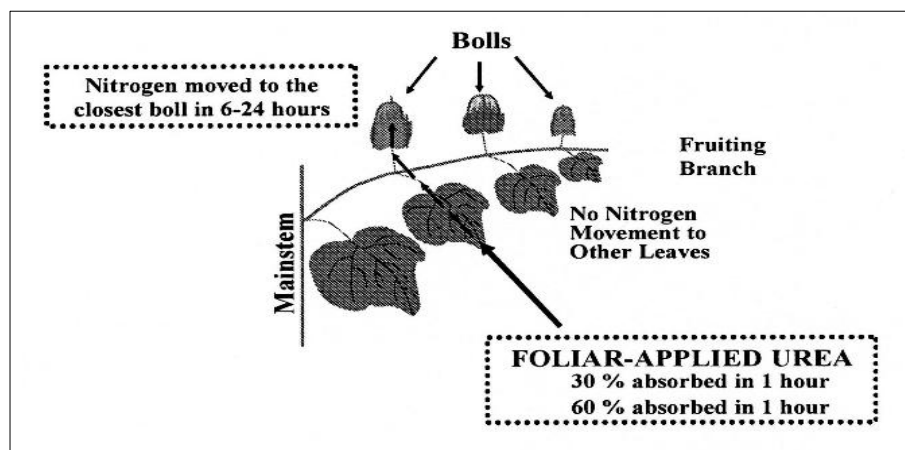 Bolls
Nitrogen moved to the
closest boll in 6-24 hours
Fruiting
Branch
No Nitrogen
Movement to
Other Leaves
Mainstem
FOLIAR-APPLIED UREA
30 % absorbed in 1 hour
60 % absorbed in 1 hour